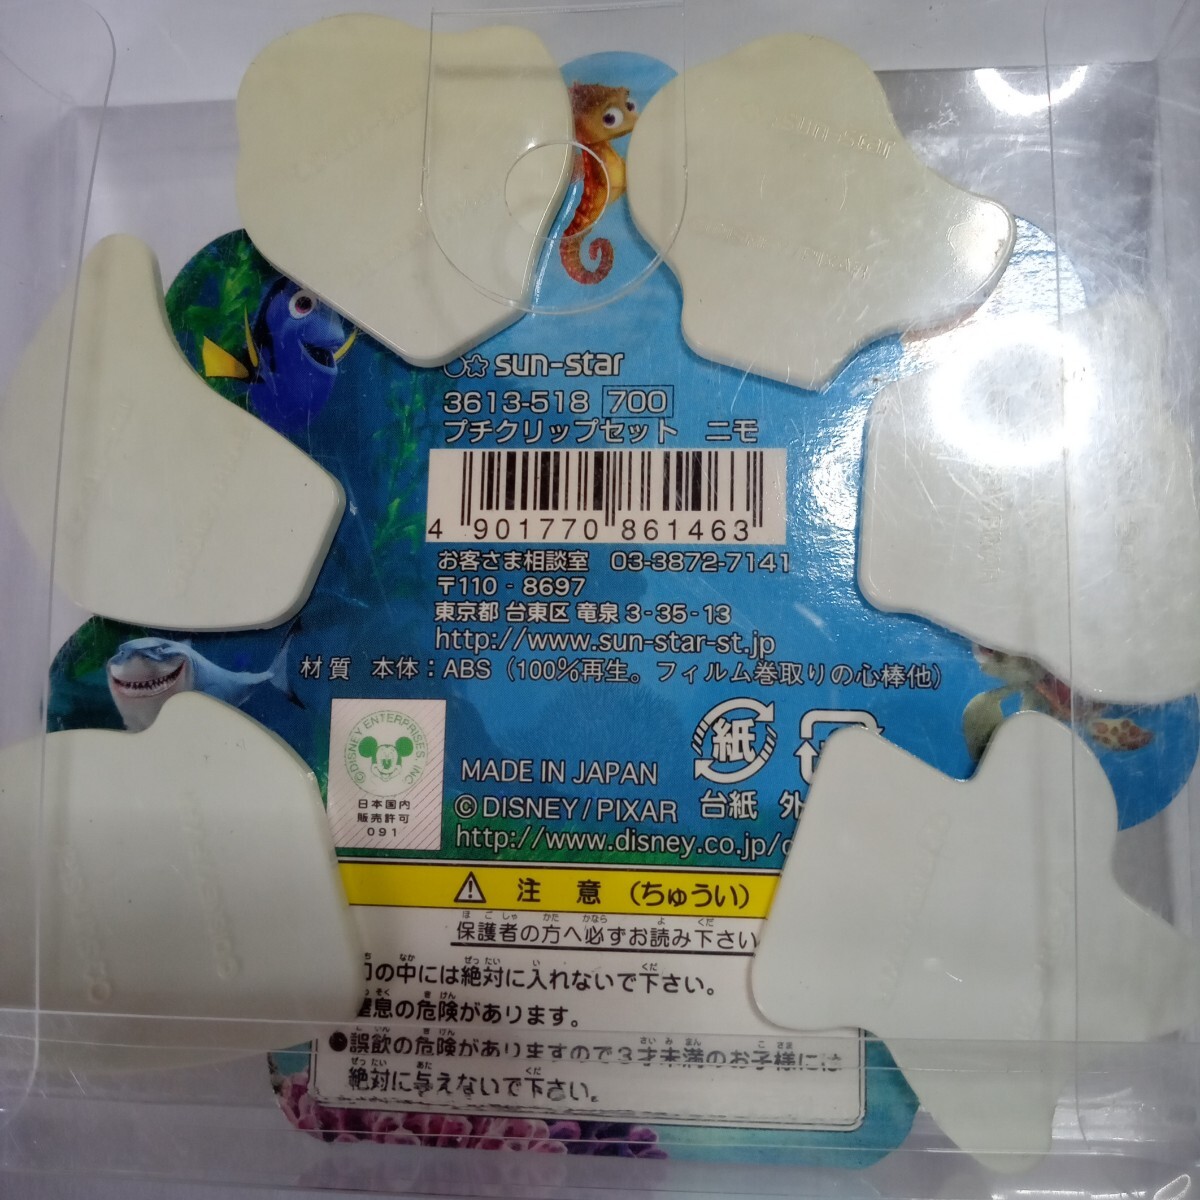 ○☆ sun-star
3613-518 700
プチクリップセット ニモ
4 901770 861463
お客さま相談室 03-3872-7141
〒110-8697
東京都 台東区 竜泉 3-35-13
http://www.sun-star-st.jp
材質 本体：ABS（100%再生。フィルム巻取りの心棒他）
©DISNEY ENTERPRISES, INC
日本国内
販売許可
091
MADE IN JAPAN
©DISNEY/PIXAR
http://www.disney.co.jp/
紙
台紙 外
⚠ 注意（ちゅうい）
保護者の方へ必ずお読み下さい
の中には絶対に入れないで下さい。
息の危険があります。
●誤飲の危険がありますので3才未満のお子様には
絶対に与えないで下さい。
sun-star